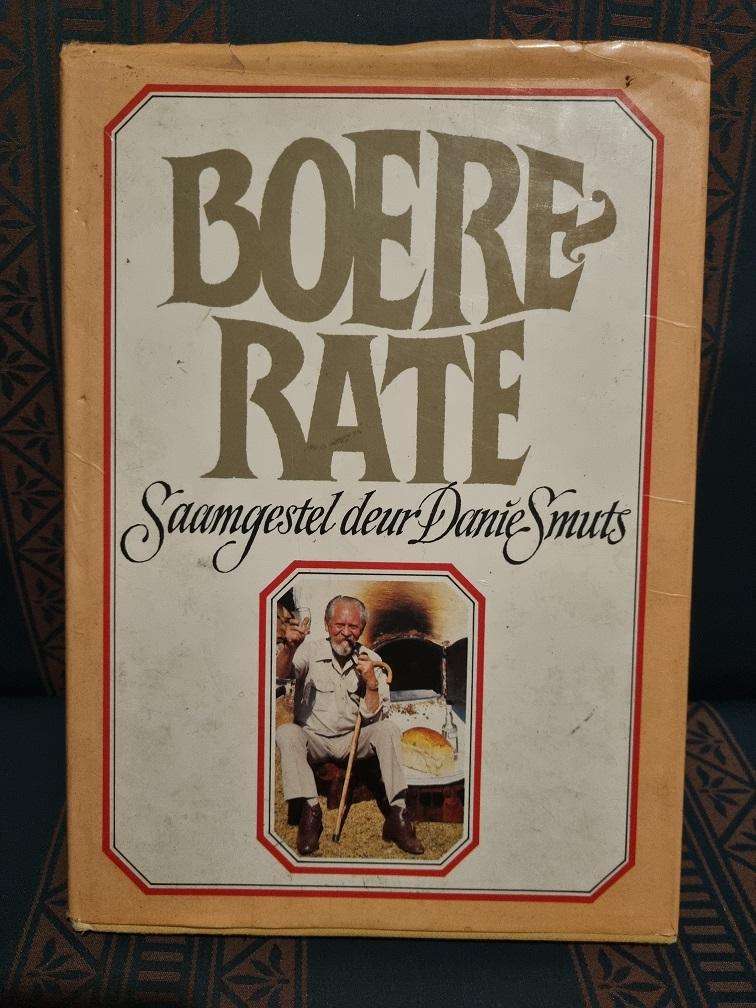 BOERE-
RATE
Saamgestel deur Danie Smuts